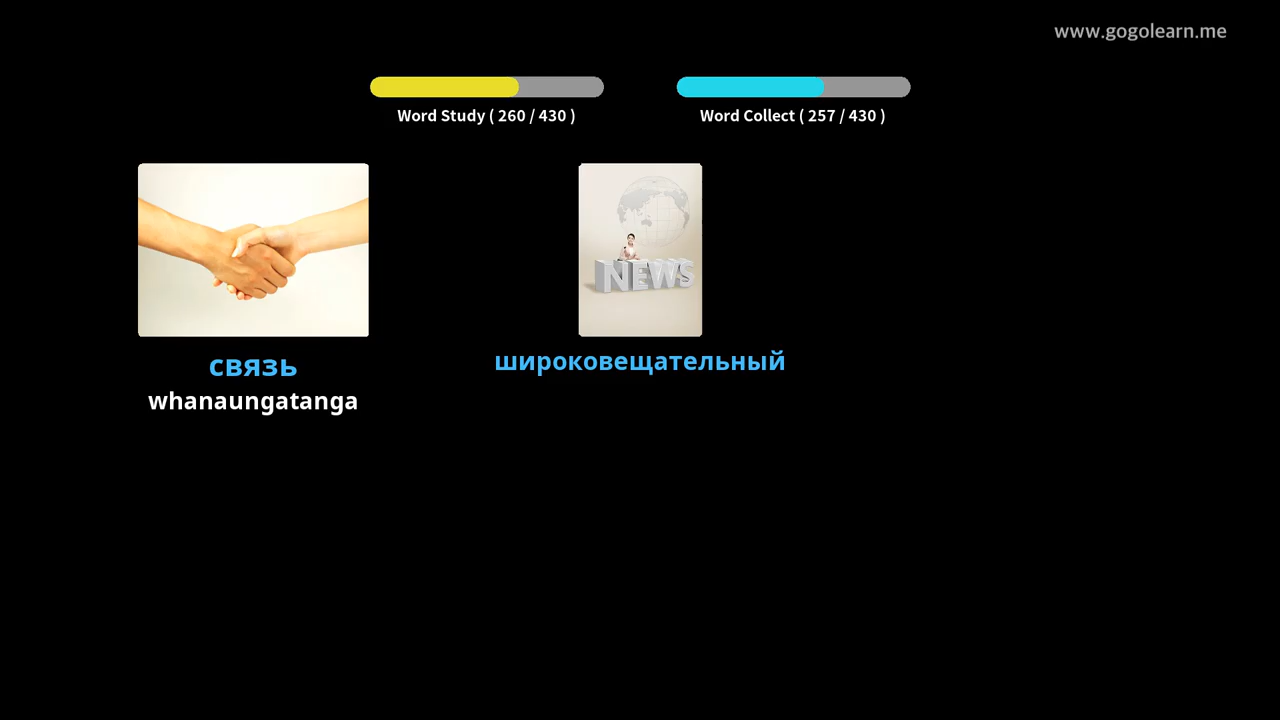 www.gogolearn.me
Word Study ( 260 / 430 )
Word Collect ( 257 / 430 )
NEWS
связь
широковещательный
whanaungatanga